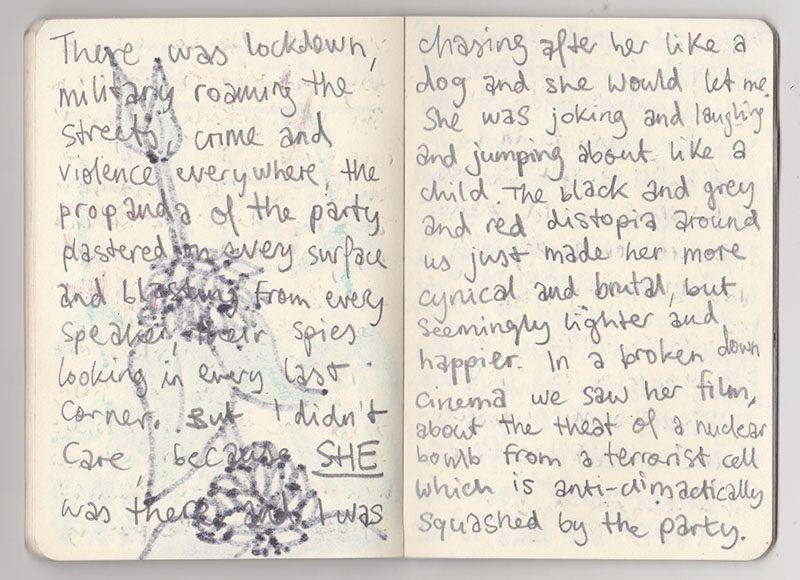 There was lockdown,
military roaming the
streets, crime and
violence everywhere, the
propanda of the party
plastered on every surface
and blasting from every
speaker, their spies
looking in every last
corner. But I didn't
care, because SHE
was there, and I was
chasing after her like a
dog and she would let me.
She was joking and laughing
and jumping about like a
child. The black and grey
and red distopia around
us just made her more
cynical and brutal, but
seemingly lighter and
happier. In a broken down
cinema we saw her film,
about the theat of a nuclear
bomb from a terrorist cell
which is anti-climactically
squashed by the party.